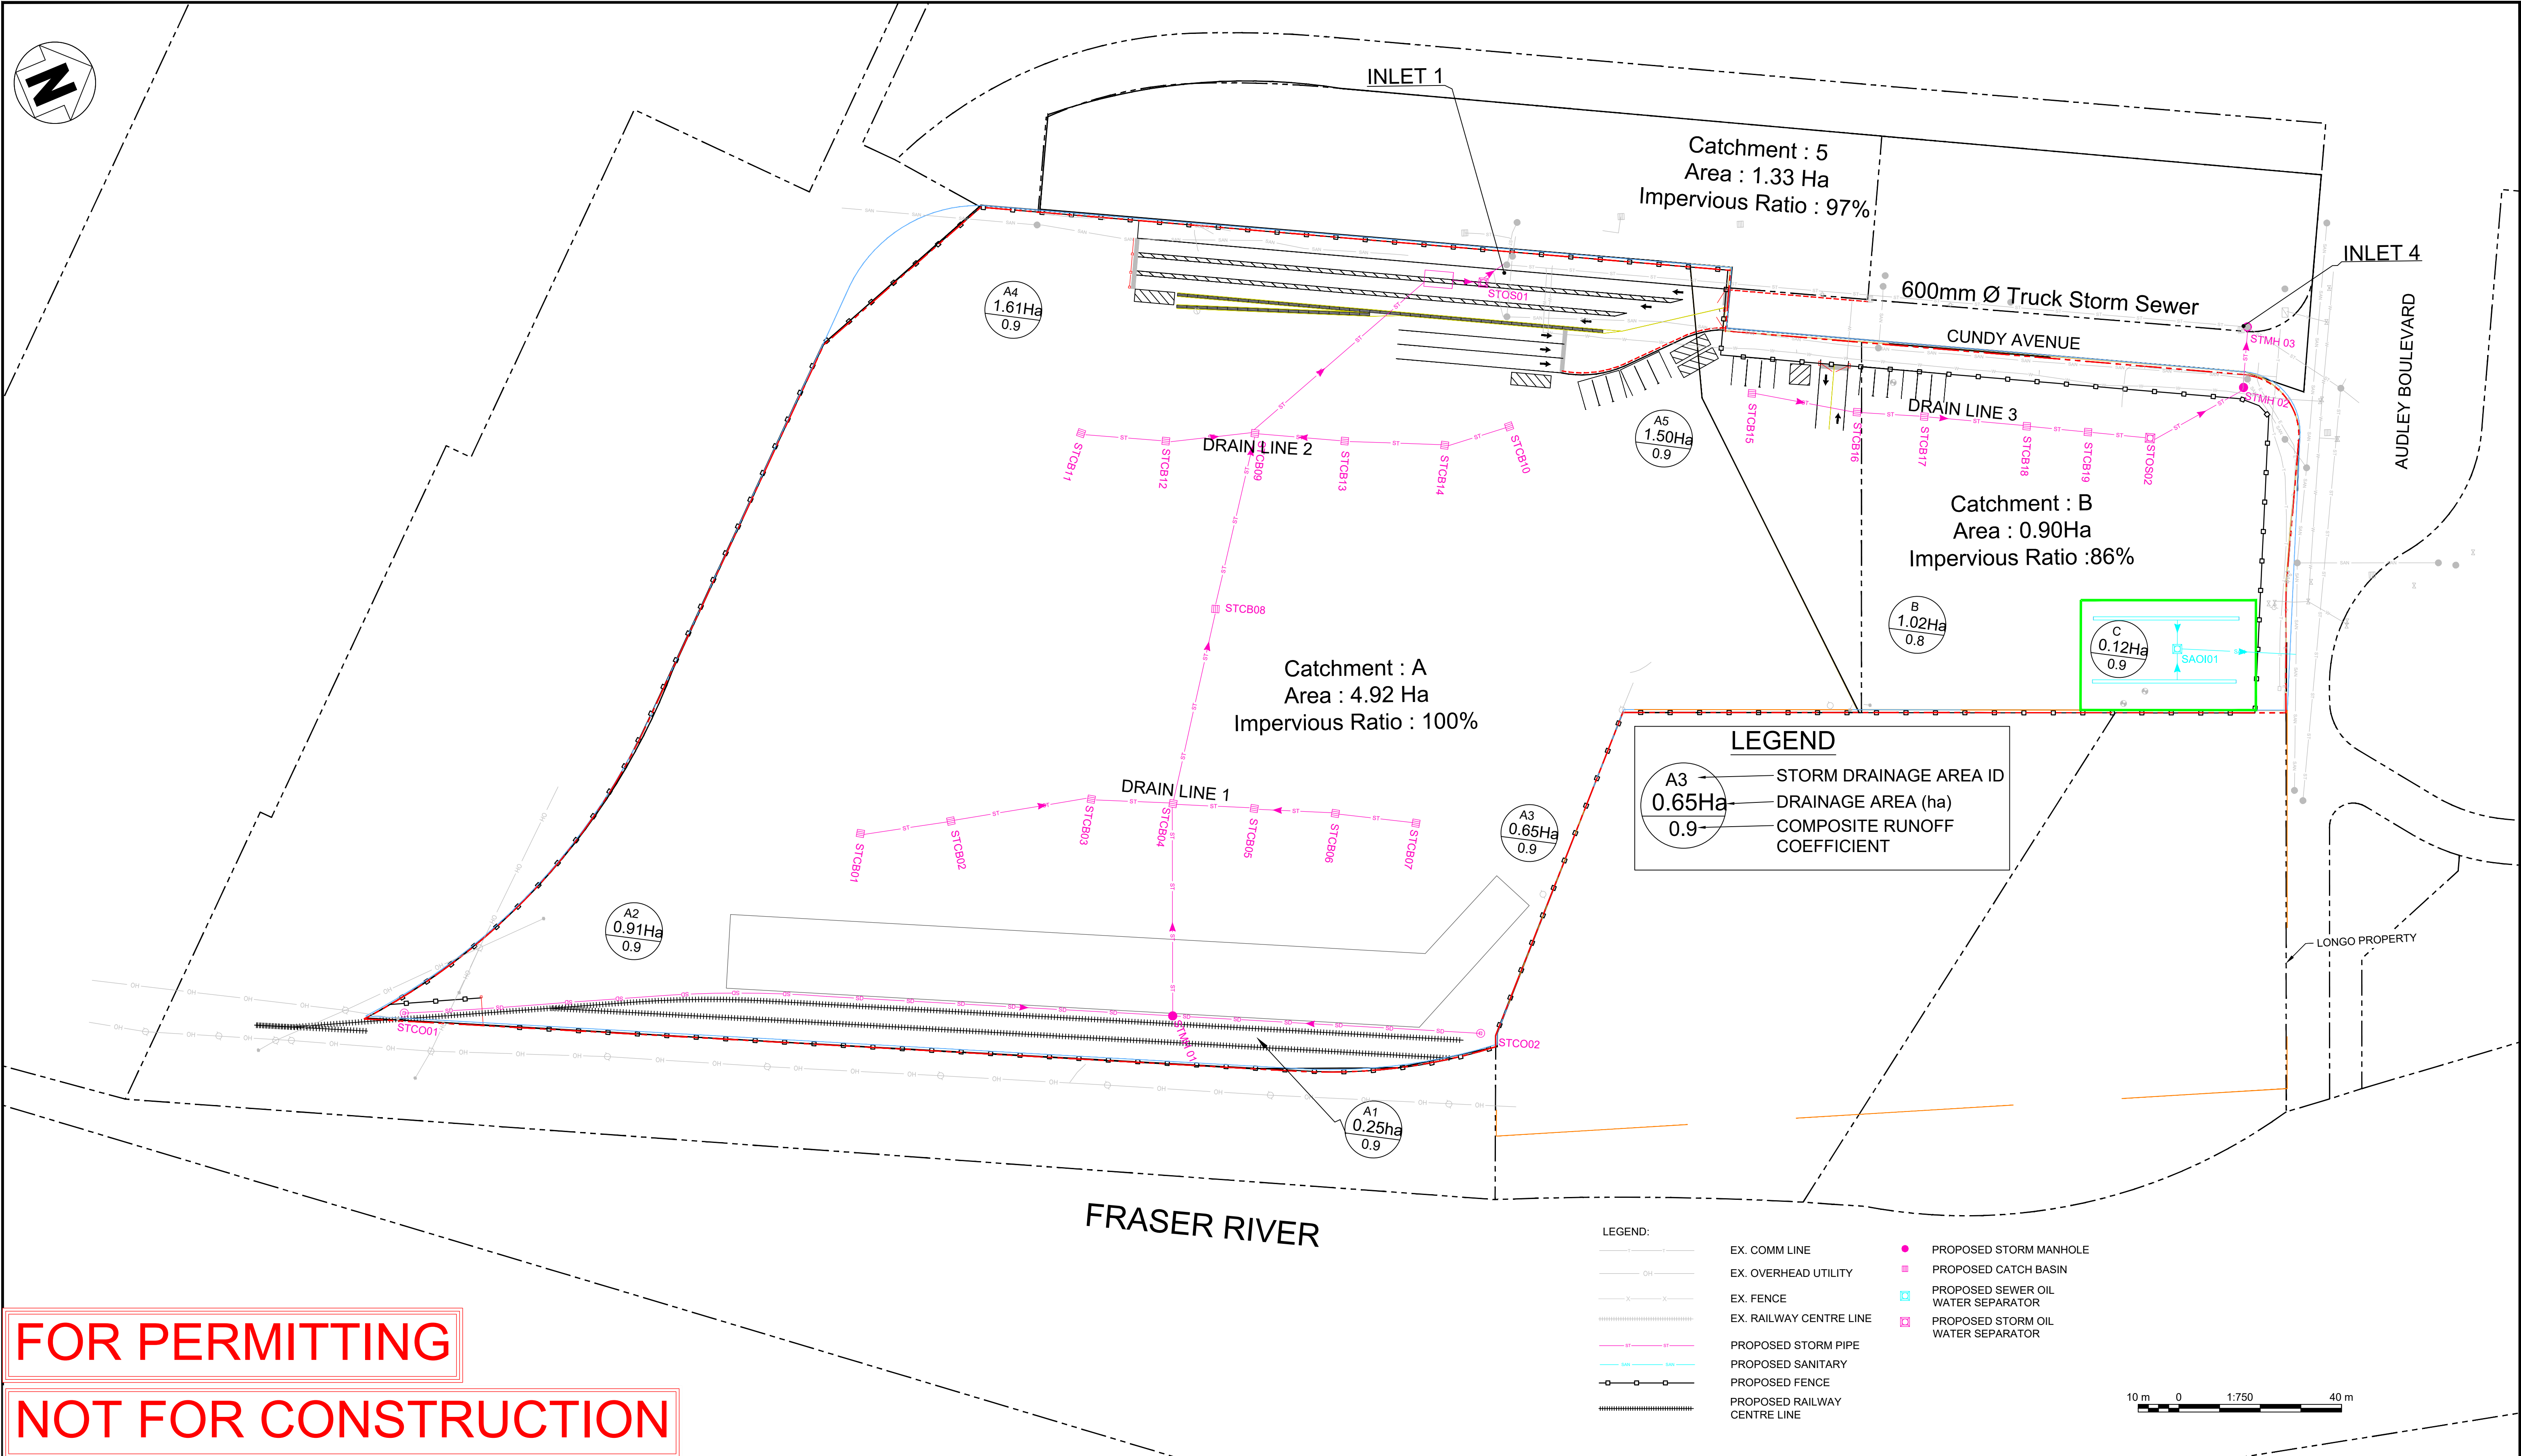 N
INLET 1
Catchment : 5
Area : 1.33 Ha
Impervious Ratio : 97%
INLET 4
600mm Ø Truck Storm Sewer
CUNDY AVENUE
AUDLEY BOULEVARD
STMH 03
STMH 02
STOS01
A4
1.61Ha
0.9
A5
1.50Ha
0.9
STCB11
STCB12
DRAIN LINE 2
STCB09
STCB13
STCB14
STCB10
STCB15
STCB16
DRAIN LINE 3
STCB17
STCB18
STCB19
STOS02
Catchment : B
Area : 0.90Ha
Impervious Ratio :86%
STCB08
B
1.02Ha
0.8
C
0.12Ha
0.9
SAOI01
Catchment : A
Area : 4.92 Ha
Impervious Ratio : 100%
LEGEND
A3
0.65Ha
0.9
STORM DRAINAGE AREA ID
DRAINAGE AREA (ha)
COMPOSITE RUNOFF
COEFFICIENT
DRAIN LINE 1
STCB01
STCB02
STCB03
STCB04
STCB05
STCB06
STCB07
A3
0.65Ha
0.9
A2
0.91Ha
0.9
LONGO PROPERTY
STCO01
STMH 01
STCO02
A1
0.25ha
0.9
FRASER RIVER
LEGEND:
EX. COMM LINE
EX. OVERHEAD UTILITY
EX. FENCE
EX. RAILWAY CENTRE LINE
PROPOSED STORM PIPE
PROPOSED SANITARY
PROPOSED FENCE
PROPOSED RAILWAY
CENTRE LINE
PROPOSED STORM MANHOLE
PROPOSED CATCH BASIN
PROPOSED SEWER OIL
WATER SEPARATOR
PROPOSED STORM OIL
WATER SEPARATOR
10 m 0 1:750 40 m
FOR PERMITTING
NOT FOR CONSTRUCTION